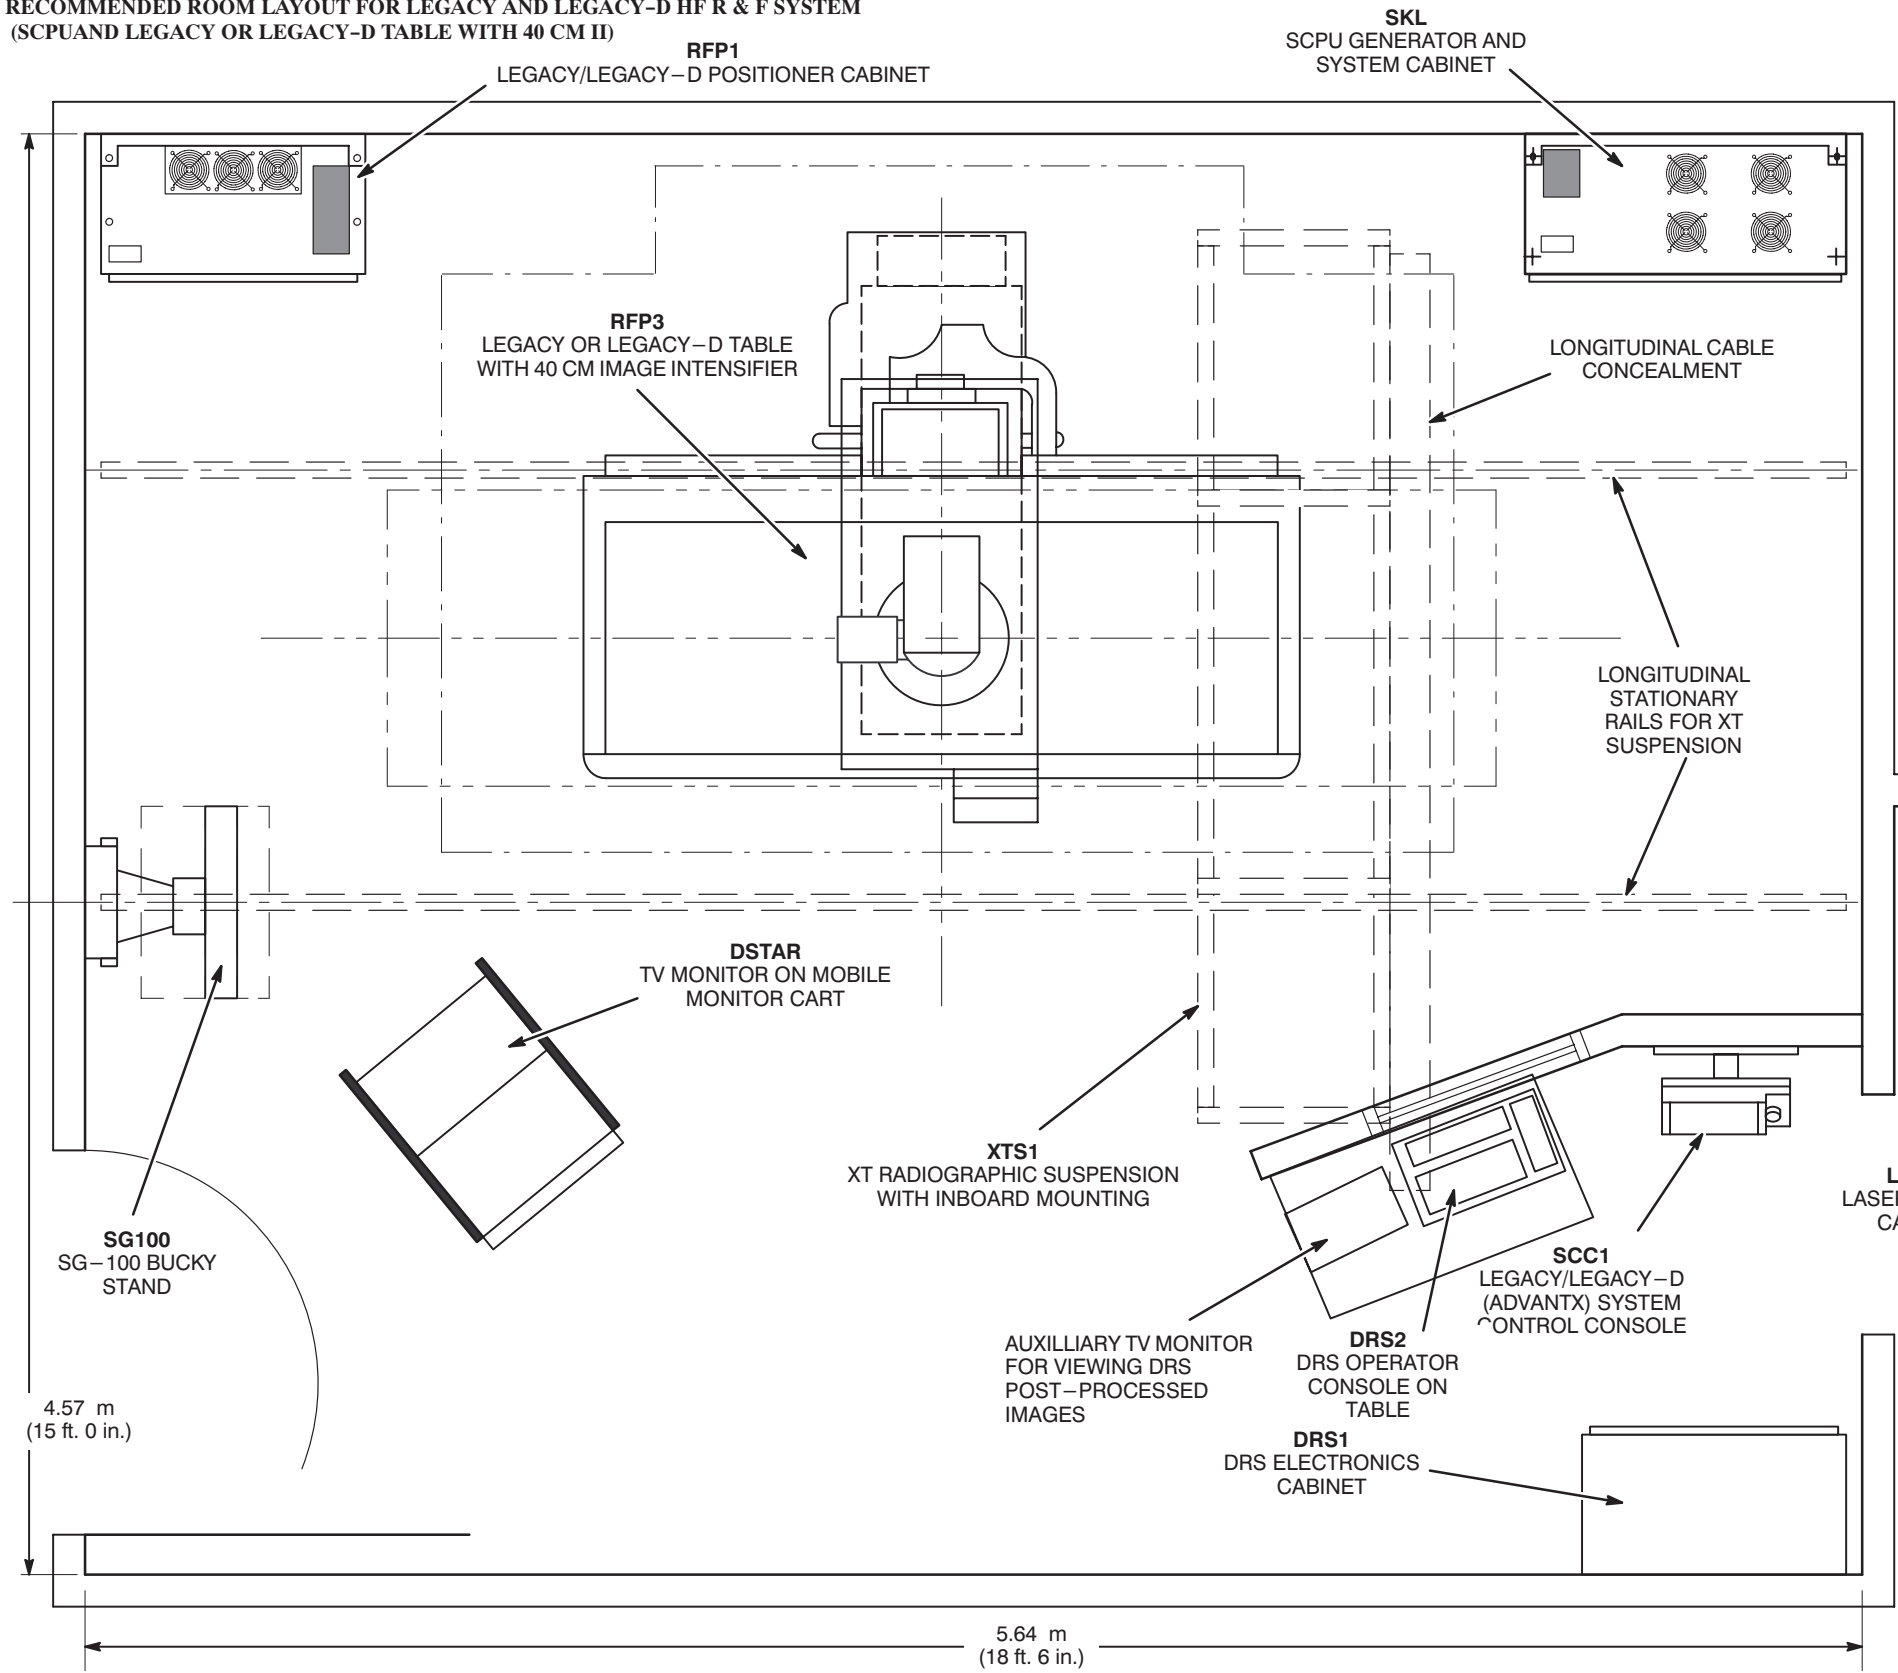 RECOMMENDED ROOM LAYOUT FOR LEGACY AND LEGACY-D HF R & F SYSTEM
(SCPUAND LEGACY OR LEGACY-D TABLE WITH 40 CM II)
RFP1
LEGACY/LEGACY-D POSITIONER CABINET
SKL
SCPU GENERATOR AND
SYSTEM CABINET
RFP3
LEGACY OR LEGACY-D TABLE
WITH 40 CM IMAGE INTENSIFIER
LONGITUDINAL CABLE
CONCEALMENT
LONGITUDINAL
STATIONARY
RAILS FOR XT
SUSPENSION
DSTAR
TV MONITOR ON MOBILE
MONITOR CART
XTS1
XT RADIOGRAPHIC SUSPENSION
WITH INBOARD MOUNTING
SG100
SG-100 BUCKY
STAND
SCC1
LEGACY/LEGACY-D
(ADVANTX) SYSTEM
CONTROL CONSOLE
AUXILLIARY TV MONITOR
FOR VIEWING DRS
POST-PROCESSED
IMAGES
DRS2
DRS OPERATOR
CONSOLE ON
TABLE
DRS1
DRS ELECTRONICS
CABINET
4.57 m
(15 ft. 0 in.)
5.64 m
(18 ft. 6 in.)